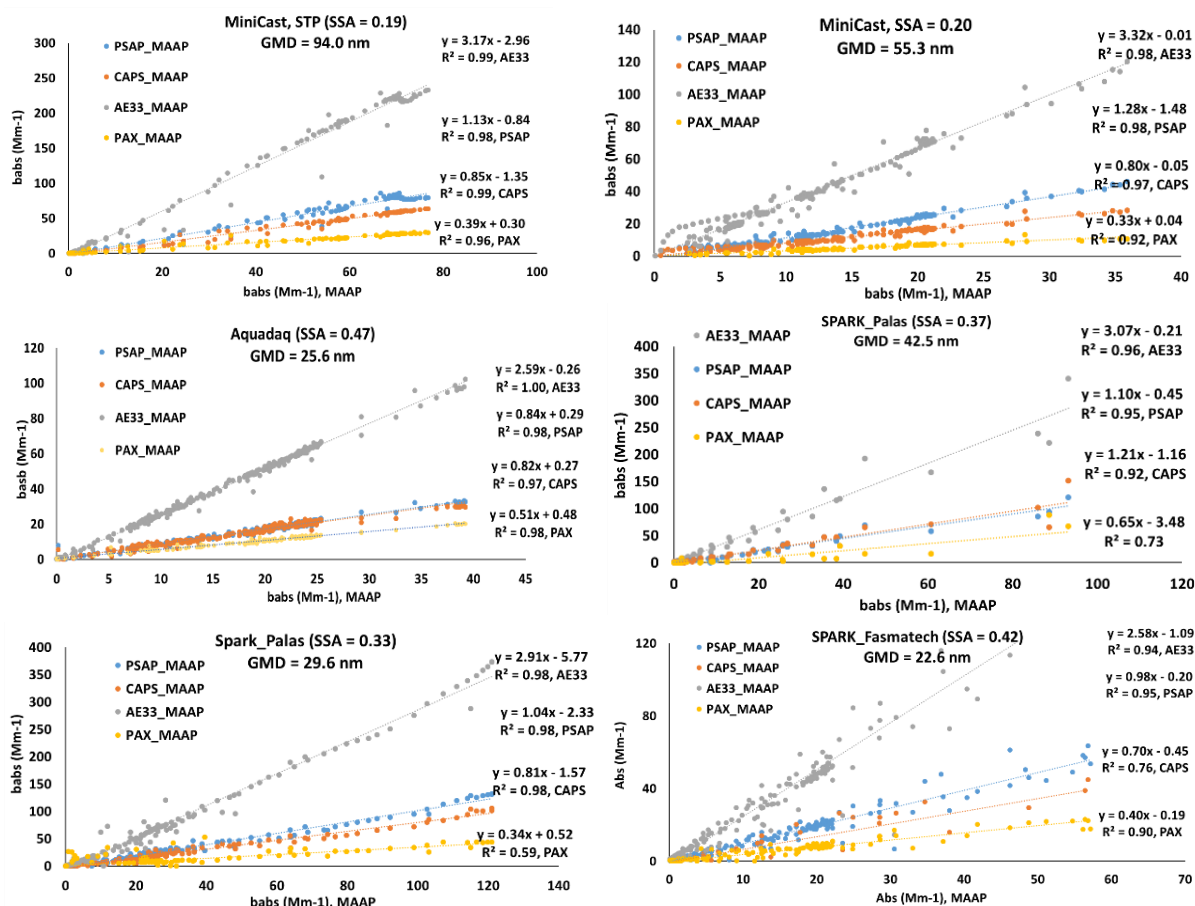 MiniCast, STP (SSA = 0.19)
GMD = 94.0 nm
PSAP_MAAP
CAPS_MAAP
AE33_MAAP
PAX_MAAP
y = 3.17x - 2.96
R² = 0.99, AE33
y = 1.13x - 0.84
R² = 0.98, PSAP
y = 0.85x - 1.35
R² = 0.99, CAPS
y = 0.39x + 0.30
R² = 0.96, PAX
babs (Mm-1)
300
250
200
150
100
50
0
0 20 40 60 80 100
babs (Mm-1), MAAP
MiniCast, SSA = 0.20
GMD = 55.3 nm
PSAP_MAAP
CAPS_MAAP
AE33_MAAP
PAX_MAAP
y = 3.32x - 0.01
R² = 0.98, AE33
y = 1.28x - 1.48
R² = 0.98, PSAP
y = 0.80x - 0.05
R² = 0.97, CAPS
y = 0.33x + 0.04
R² = 0.92, PAX
babs (Mm-1)
140
120
100
80
60
40
20
0
0 5 10 15 20 25 30 35 40
babs (Mm-1), MAAP
Aquadaq (SSA = 0.47)
GMD = 25.6 nm
PSAP_MAAP
CAPS_MAAP
AE33_MAAP
PAX_MAAP
y = 2.59x - 0.26
R² = 1.00, AE33
y = 0.84x + 0.29
R² = 0.98, PSAP
y = 0.82x + 0.27
R² = 0.97, CAPS
y = 0.51x + 0.48
R² = 0.98, PAX
basb (Mm-1)
120
100
80
60
40
20
0
0 5 10 15 20 25 30 35 40 45
babs (Mm-1), MAAP
SPARK_Palas (SSA = 0.37)
GMD = 42.5 nm
AE33_MAAP
PSAP_MAAP
CAPS_MAAP
PAX_MAAP
y = 3.07x - 0.21
R² = 0.96, AE33
y = 1.10x - 0.45
R² = 0.95, PSAP
y = 1.21x - 1.16
R² = 0.92, CAPS
y = 0.65x - 3.48
R² = 0.73
babs (Mm-1)
400
350
300
250
200
150
100
50
0
0 20 40 60 80 100 120
babs (Mm-1), MAAP
Spark_Palas (SSA = 0.33)
GMD = 29.6 nm
PSAP_MAAP
CAPS_MAAP
AE33_MAAP
PAX_MAAP
y = 2.91x - 5.77
R² = 0.98, AE33
y = 1.04x - 2.33
R² = 0.98, PSAP
y = 0.81x - 1.57
R² = 0.98, CAPS
y = 0.34x + 0.52
R² = 0.59, PAX
babs (Mm-1)
400
350
300
250
200
150
100
50
0
0 20 40 60 80 100 120 140
babs (Mm-1), MAAP
SPARK_Fasmatech (SSA = 0.42)
GMD = 22.6 nm
PSAP_MAAP
CAPS_MAAP
AE33_MAAP
PAX_MAAP
y = 2.58x - 1.09
R² = 0.94, AE33
y = 0.98x - 0.20
R² = 0.95, PSAP
y = 0.70x - 0.45
R² = 0.76, CAPS
y = 0.40x - 0.19
R² = 0.90, PAX
Abs (Mm-1)
120
80
40
0
0 10 20 30 40 50 60 70
Abs (Mm-1), MAAP